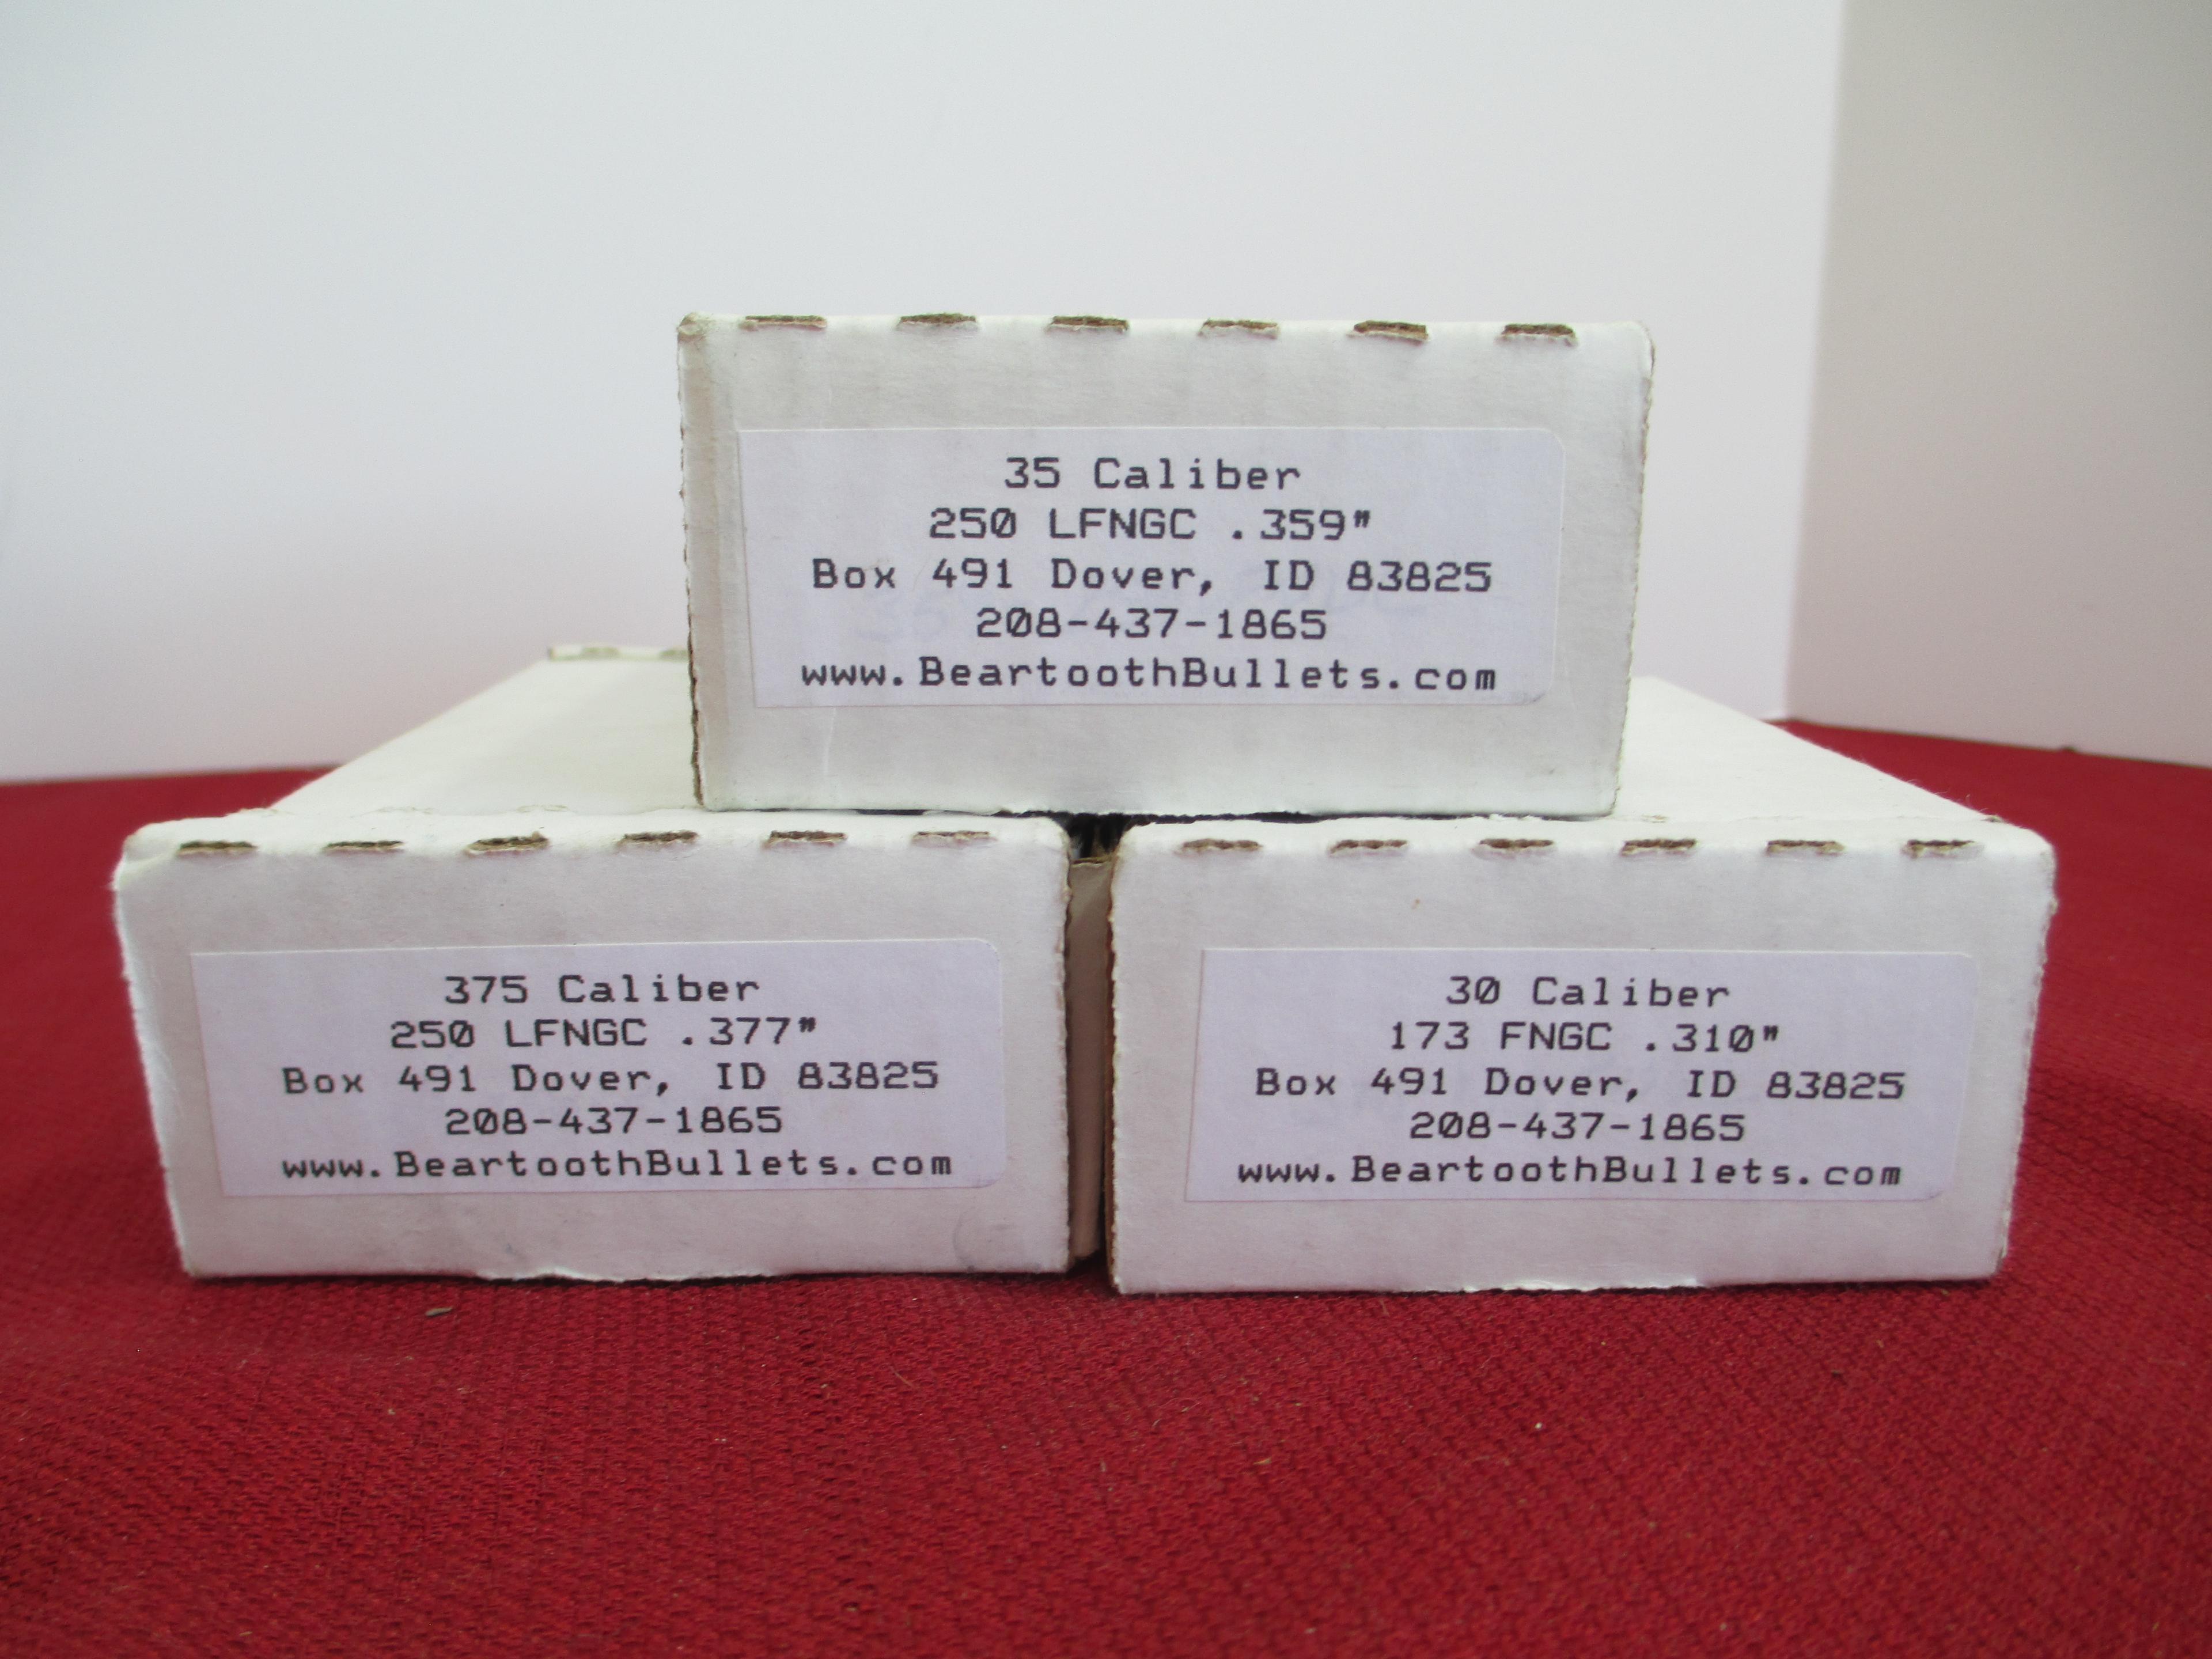 35 Caliber
250 LFNGC .359"
Box 491 Dover, ID 83825
208-437-1865
www.BeartoothBullets.com
375 Caliber
250 LFNGC .377"
Box 491 Dover, ID 83825
208-437-1865
www.BeartoothBullets.com
30 Caliber
173 FNGC .310"
Box 491 Dover, ID 83825
208-437-1865
www.BeartoothBullets.com